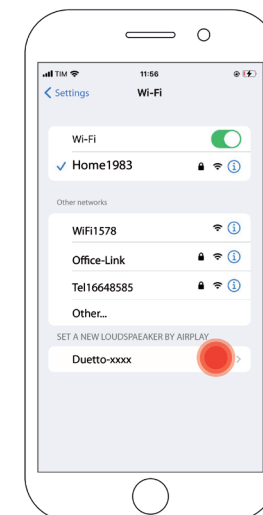 TIM 11:56
Settings Wi-Fi
Wi-Fi
Home1983
Other networks
WiFi1578
Office-Link
Tel16648585
Other...
SET A NEW LOUDSPAEAKER BY AIRPLAY
Duetto-xxxx